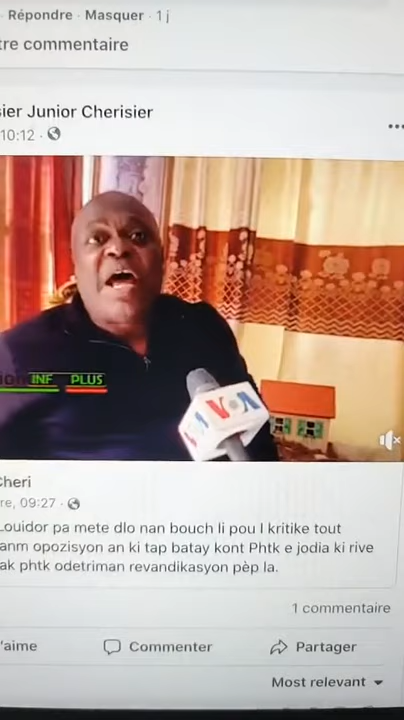 Répondre · Masquer · 1 j
tre commentaire
sier Junior Cherisier
10:12 ·
INF PLUS
VOA
Cheri
re, 09:27 ·
Louidor pa mete dlo nan bouch li pou l kritike tout
anm opozisyon an ki tap batay kont Phtk e jodia ki rive
ak phtk odetriman revandikasyon pèp la.
1 commentaire
'aime Commenter Partager
Most relevant